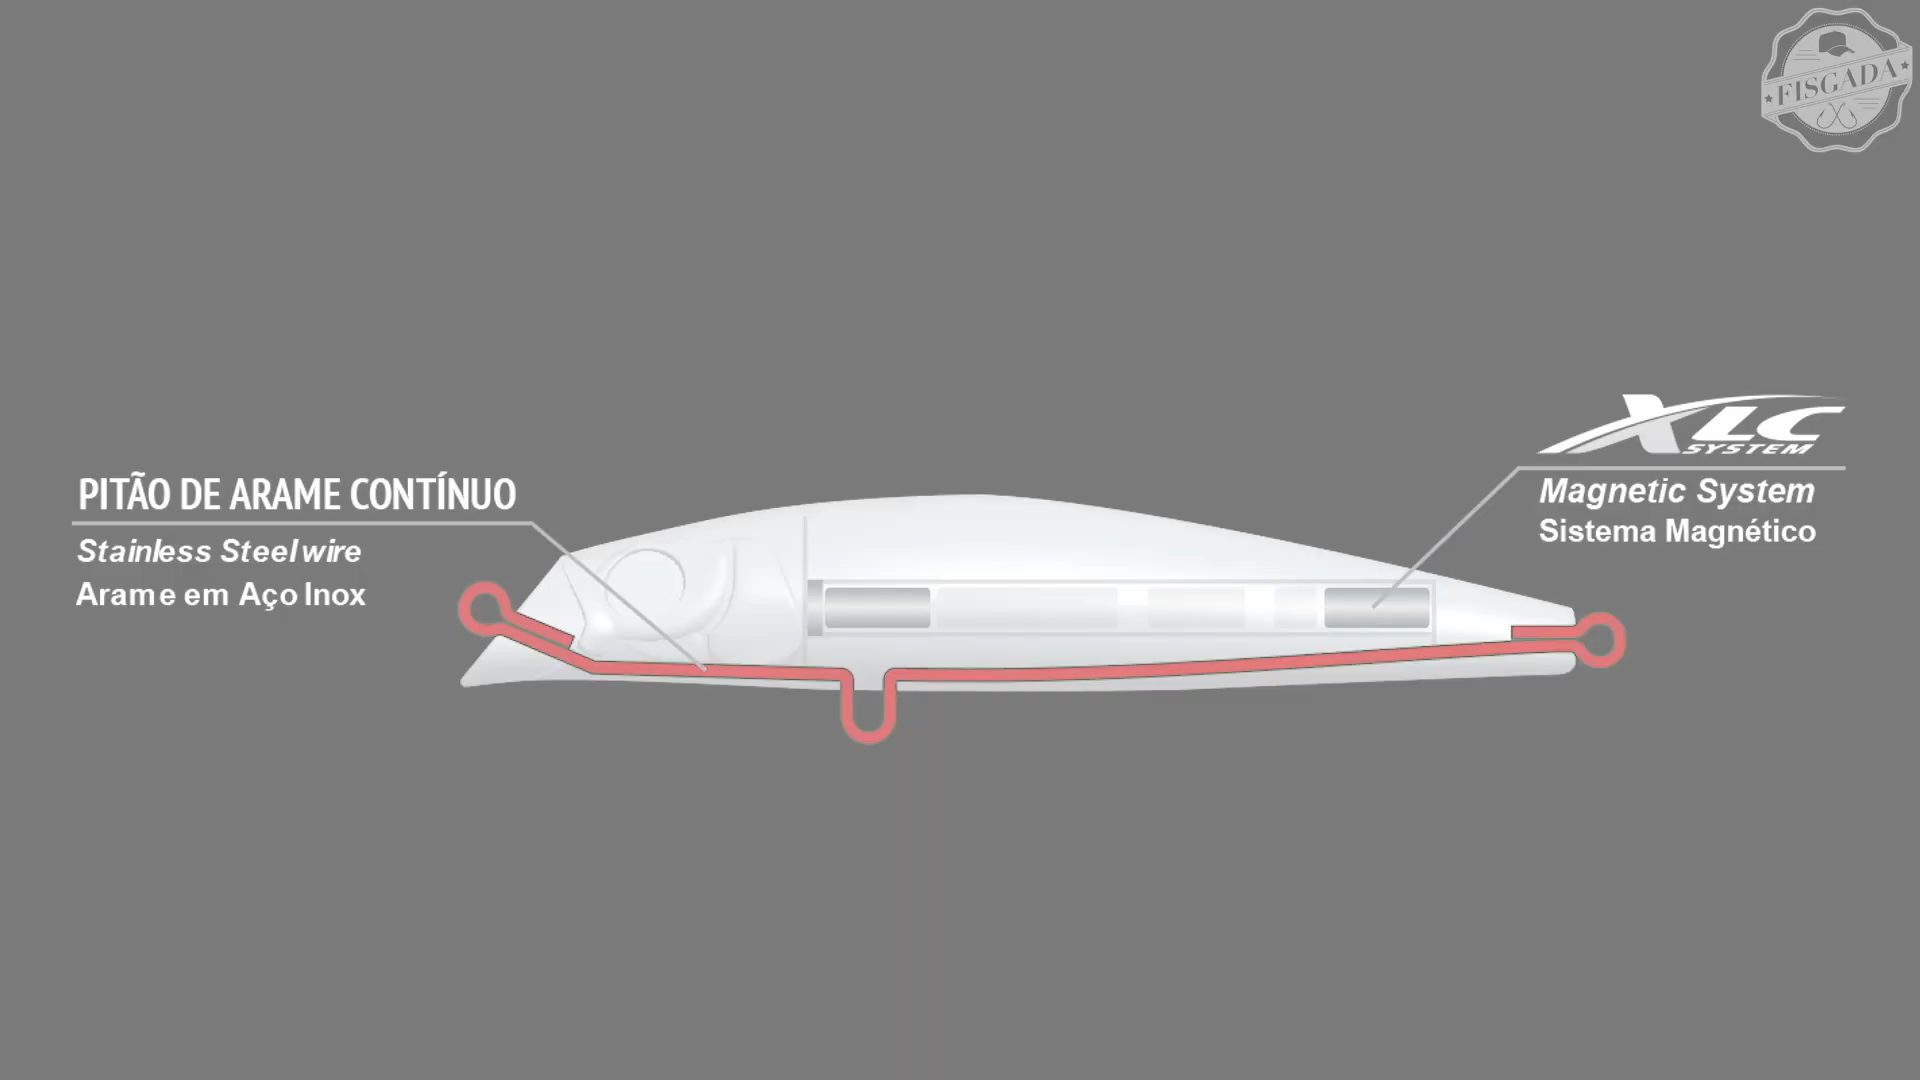 FISGADA
XLC
SYSTEM
PITÃO DE ARAME CONTÍNUO
Stainless Steel wire
Arame em Aço Inox
Magnetic System
Sistema Magnético